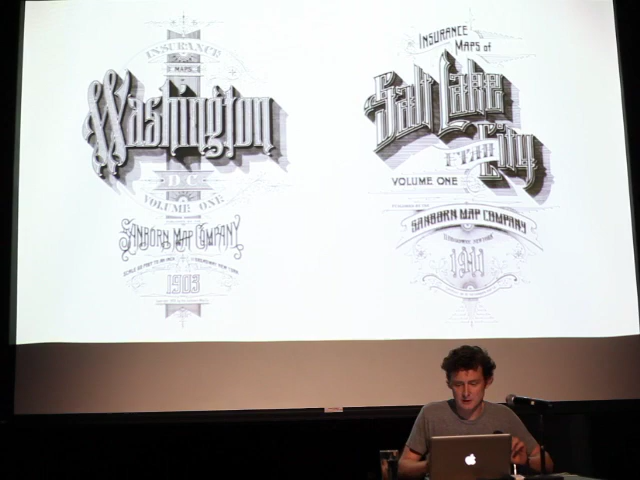 INSURANCE
MAPS
Washington
D C
VOLUME ONE
SANBORN MAP COMPANY
1903
INSURANCE
MAPS of
Salt Lake
City
UTAH
VOLUME ONE
SANBORN MAP COMPANY
1911